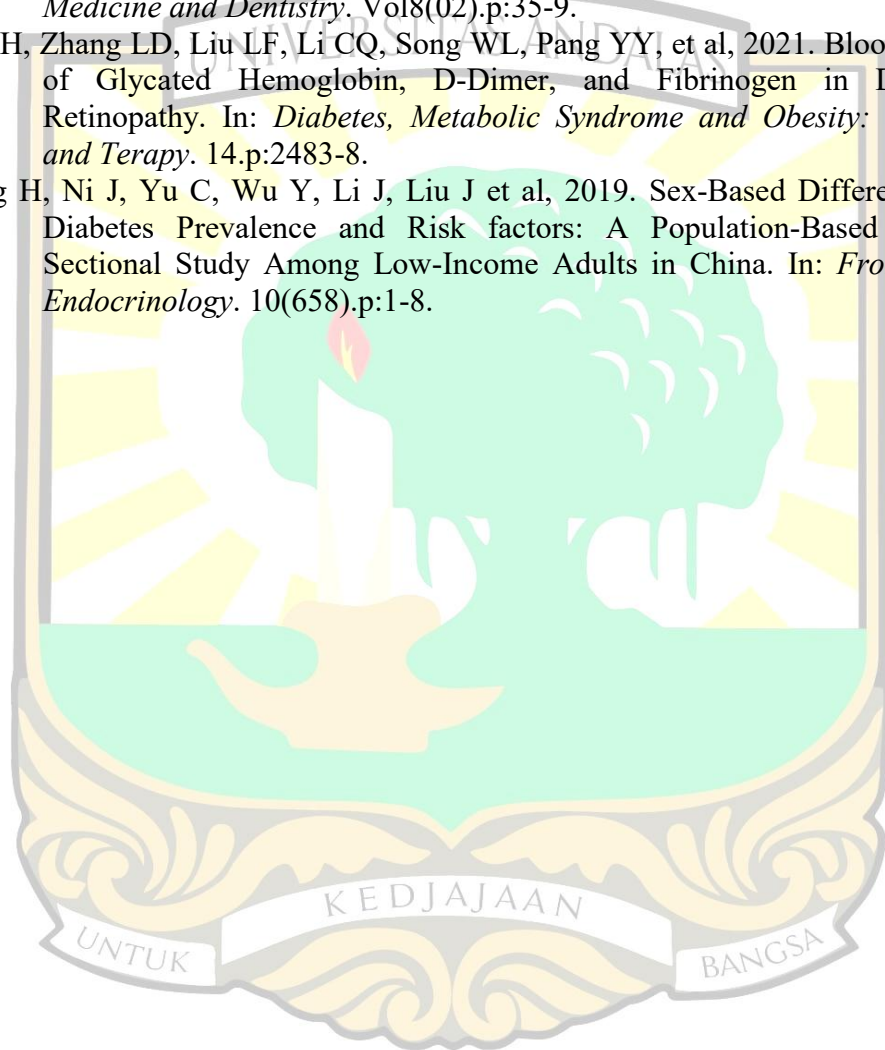 Medicine and Dentistry. Vol8(02).p:35-9.
H, Zhang LD, Liu LF, Li CQ, Song WL, Pang YY, et al, 2021. Bloo
of Glycated Hemoglobin, D-Dimer, and Fibrinogen in D
Retinopathy. In: Diabetes, Metabolic Syndrome and Obesity:
and Terapy. 14.p:2483-8.
g H, Ni J, Yu C, Wu Y, Li J, Liu J et al, 2019. Sex-Based Differe
Diabetes Prevalence and Risk factors: A Population-Based
Sectional Study Among Low-Income Adults in China. In: Fro
Endocrinology. 10(658).p:1-8.
UNIVERSITAS ANDALAS
KEDJAJAAN
UNTUK BANGSA